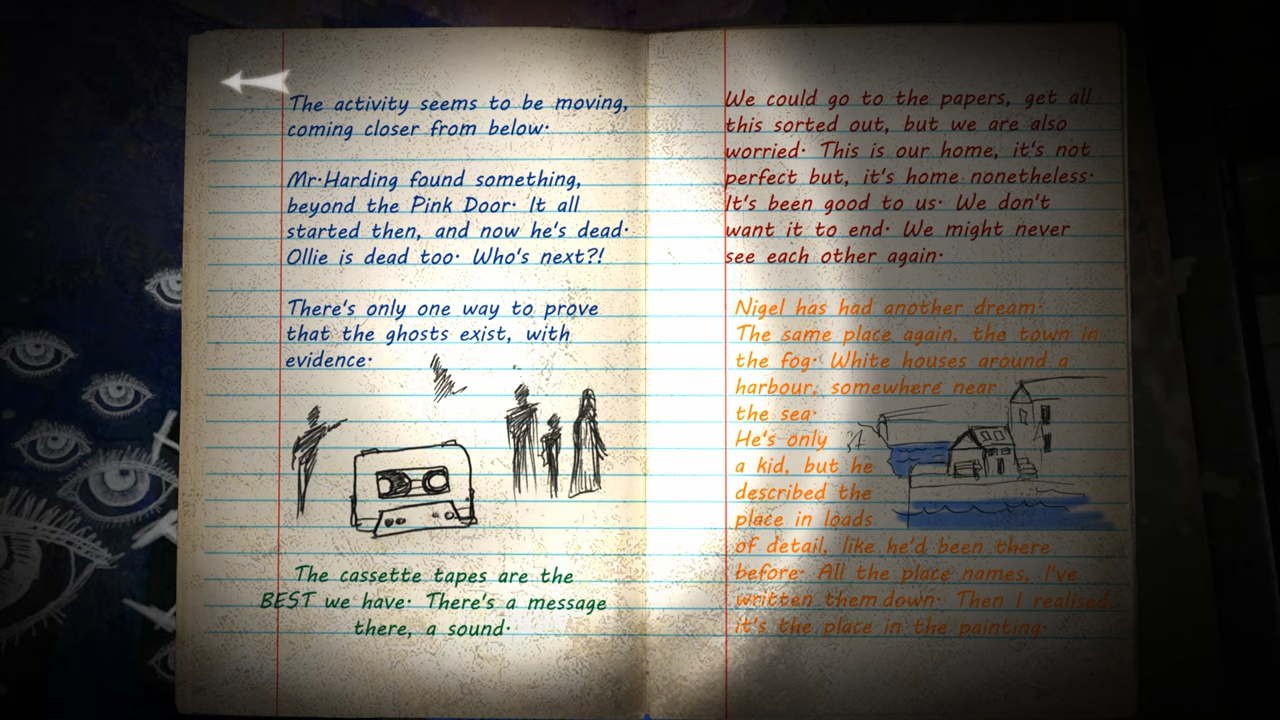 The activity seems to be moving,
coming closer from below.
Mr.Harding found something,
beyond the Pink Door. It all
started then, and now he's dead.
Ollie is dead too. Who's next?!
There's only one way to prove
that the ghosts exist, with
evidence.
The cassette tapes are the
BEST we have. There's a message
there, a sound.
We could go to the papers, get all
this sorted out, but we are also
worried. This is our home, it's not
perfect but, it's home nonetheless.
It's been good to us. We don't
want it to end. We might never
see each other again.
Nigel has had another dream.
The same place again, the town in
the fog. White houses around a
harbour, somewhere near
the sea.
He's only
a kid, but he
described the
place in loads
of detail, like he'd been there
before. All the place names, I've
written them down. Then I realised
it's the place in the painting.